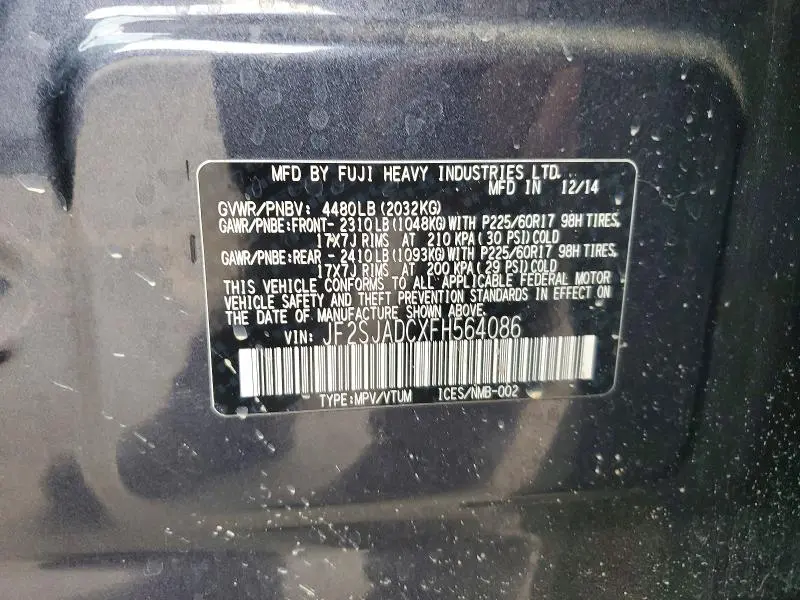 MFD BY FUJI HEAVY INDUSTRIES LTD.
MFD IN 12/14
GVWR/PNBV: 4480LB (2032KG)
GAWR/PNBE:FRONT- 2310LB (1048KG) WITH P225/60R17 98H TIRES,
17X7J RIMS AT 210 KPA (30 PSI) COLD
GAWR/PNBE:REAR - 2410LB (1093KG) WITH P225/60R17 98H TIRES,
17X7J RIMS AT 200 KPA (29 PSI) COLD
THIS VEHICLE CONFORMS TO ALL APPLICABLE FEDERAL MOTOR
VEHICLE SAFETY AND THEFT PREVENTION STANDARDS IN EFFECT ON
THE DATE OF MANUFACTURE SHOWN ABOVE.
VIN: JF2SJADCXFH564086
TYPE:MPV/VTUM ICES/NMB-002